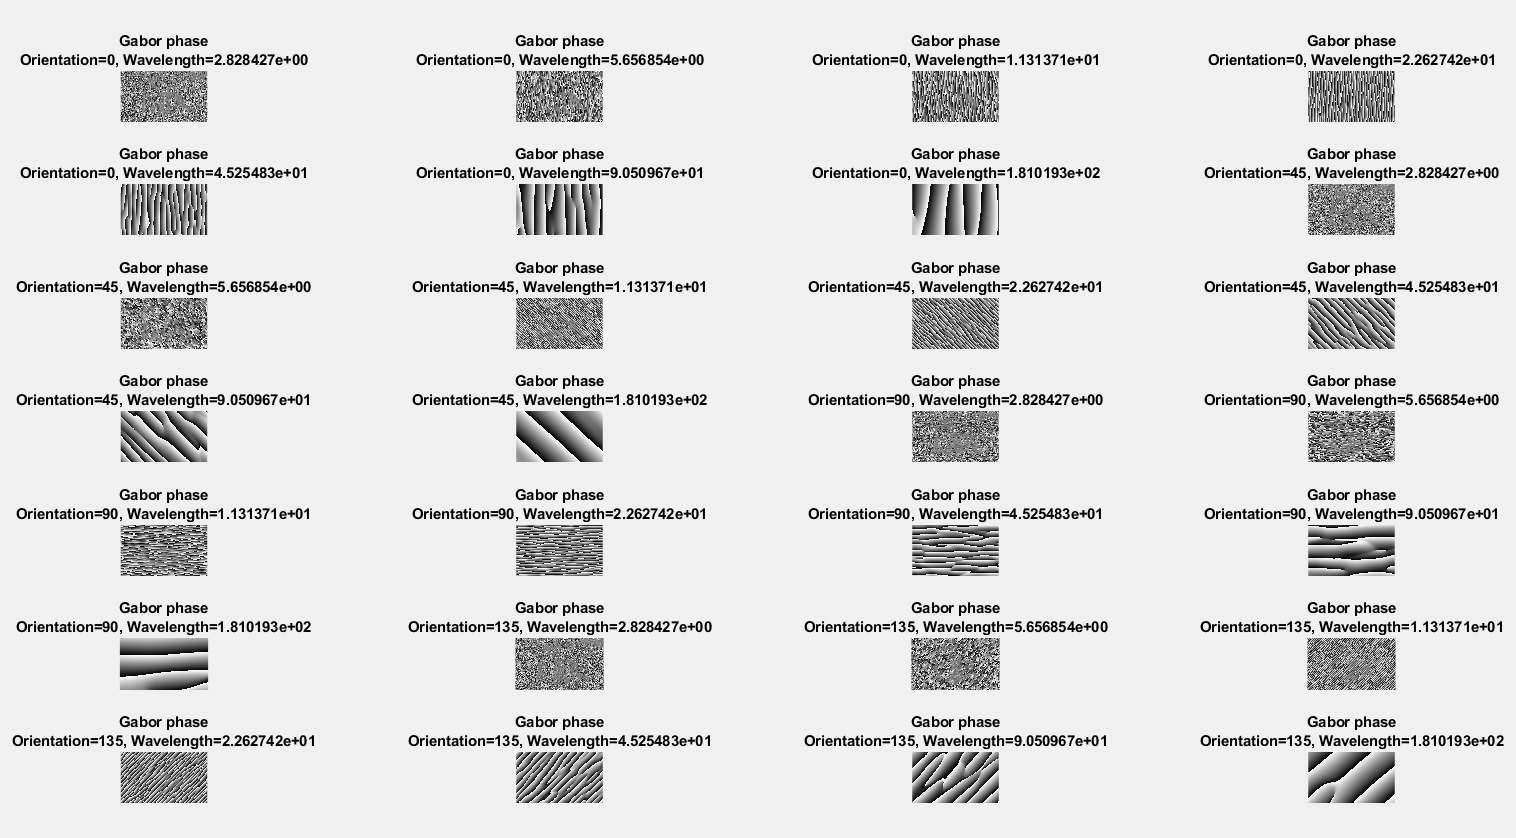 Gabor phase
Orientation=0, Wavelength=2.828427e+00
Gabor phase
Orientation=0, Wavelength=5.656854e+00
Gabor phase
Orientation=0, Wavelength=1.131371e+01
Gabor phase
Orientation=0, Wavelength=2.262742e+01
Gabor phase
Orientation=0, Wavelength=4.525483e+01
Gabor phase
Orientation=0, Wavelength=9.050967e+01
Gabor phase
Orientation=0, Wavelength=1.810193e+02
Gabor phase
Orientation=45, Wavelength=2.828427e+00
Gabor phase
Orientation=45, Wavelength=5.656854e+00
Gabor phase
Orientation=45, Wavelength=1.131371e+01
Gabor phase
Orientation=45, Wavelength=2.262742e+01
Gabor phase
Orientation=45, Wavelength=4.525483e+01
Gabor phase
Orientation=45, Wavelength=9.050967e+01
Gabor phase
Orientation=45, Wavelength=1.810193e+02
Gabor phase
Orientation=90, Wavelength=2.828427e+00
Gabor phase
Orientation=90, Wavelength=5.656854e+00
Gabor phase
Orientation=90, Wavelength=1.131371e+01
Gabor phase
Orientation=90, Wavelength=2.262742e+01
Gabor phase
Orientation=90, Wavelength=4.525483e+01
Gabor phase
Orientation=90, Wavelength=9.050967e+01
Gabor phase
Orientation=90, Wavelength=1.810193e+02
Gabor phase
Orientation=135, Wavelength=2.828427e+00
Gabor phase
Orientation=135, Wavelength=5.656854e+00
Gabor phase
Orientation=135, Wavelength=1.131371e+01
Gabor phase
Orientation=135, Wavelength=2.262742e+01
Gabor phase
Orientation=135, Wavelength=4.525483e+01
Gabor phase
Orientation=135, Wavelength=9.050967e+01
Gabor phase
Orientation=135, Wavelength=1.810193e+02